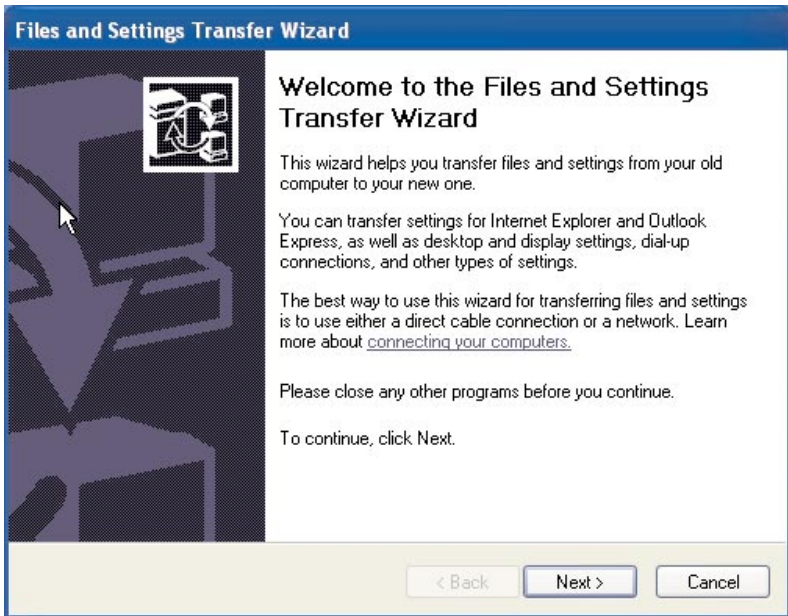 Files and Settings Transfer Wizard
Welcome to the Files and Settings
Transfer Wizard
This wizard helps you transfer files and settings from your old
computer to your new one.
You can transfer settings for Internet Explorer and Outlook
Express, as well as desktop and display settings, dial-up
connections, and other types of settings.
The best way to use this wizard for transferring files and settings
is to use either a direct cable connection or a network. Learn
more about connecting your computers.
Please close any other programs before you continue.
To continue, click Next.
< Back Next > Cancel